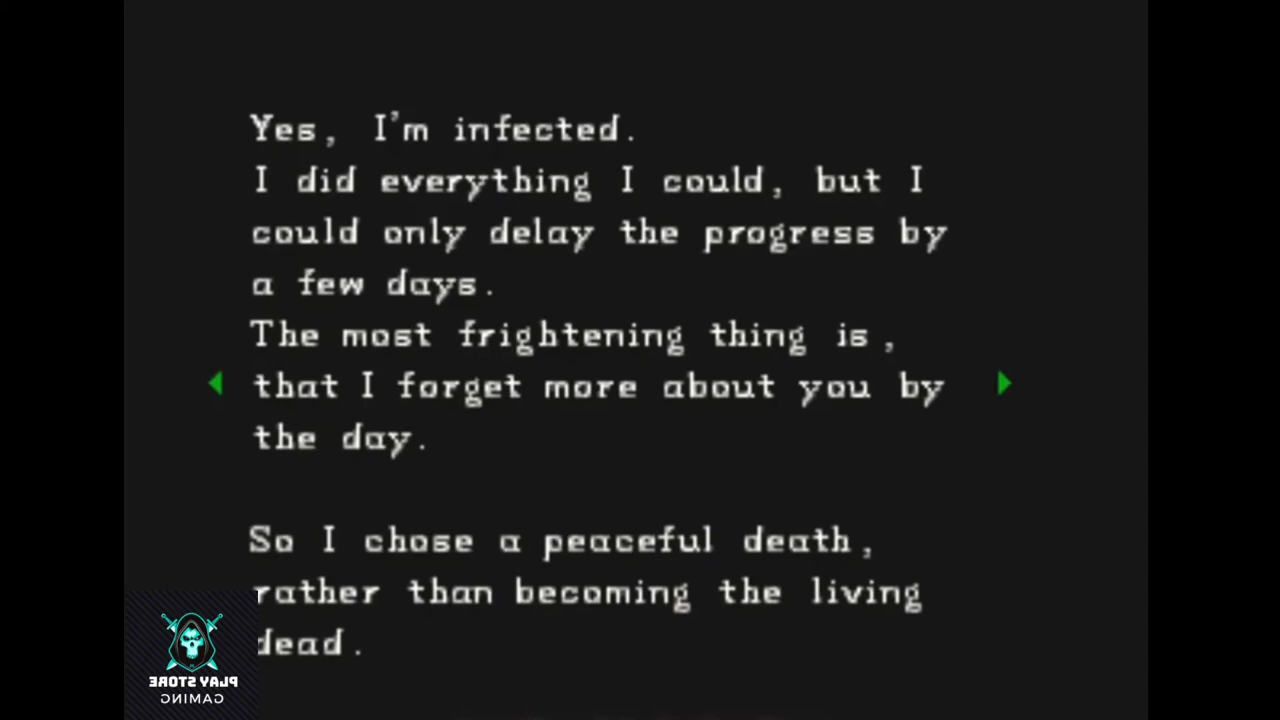 Yes, I'm infected.
I did everything I could, but I
could only delay the progress by
a few days.
The most frightening thing is,
that I forget more about you by
the day.
So I chose a peaceful death,
rather than becoming the living
dead.
PLAY STORE
GAMING